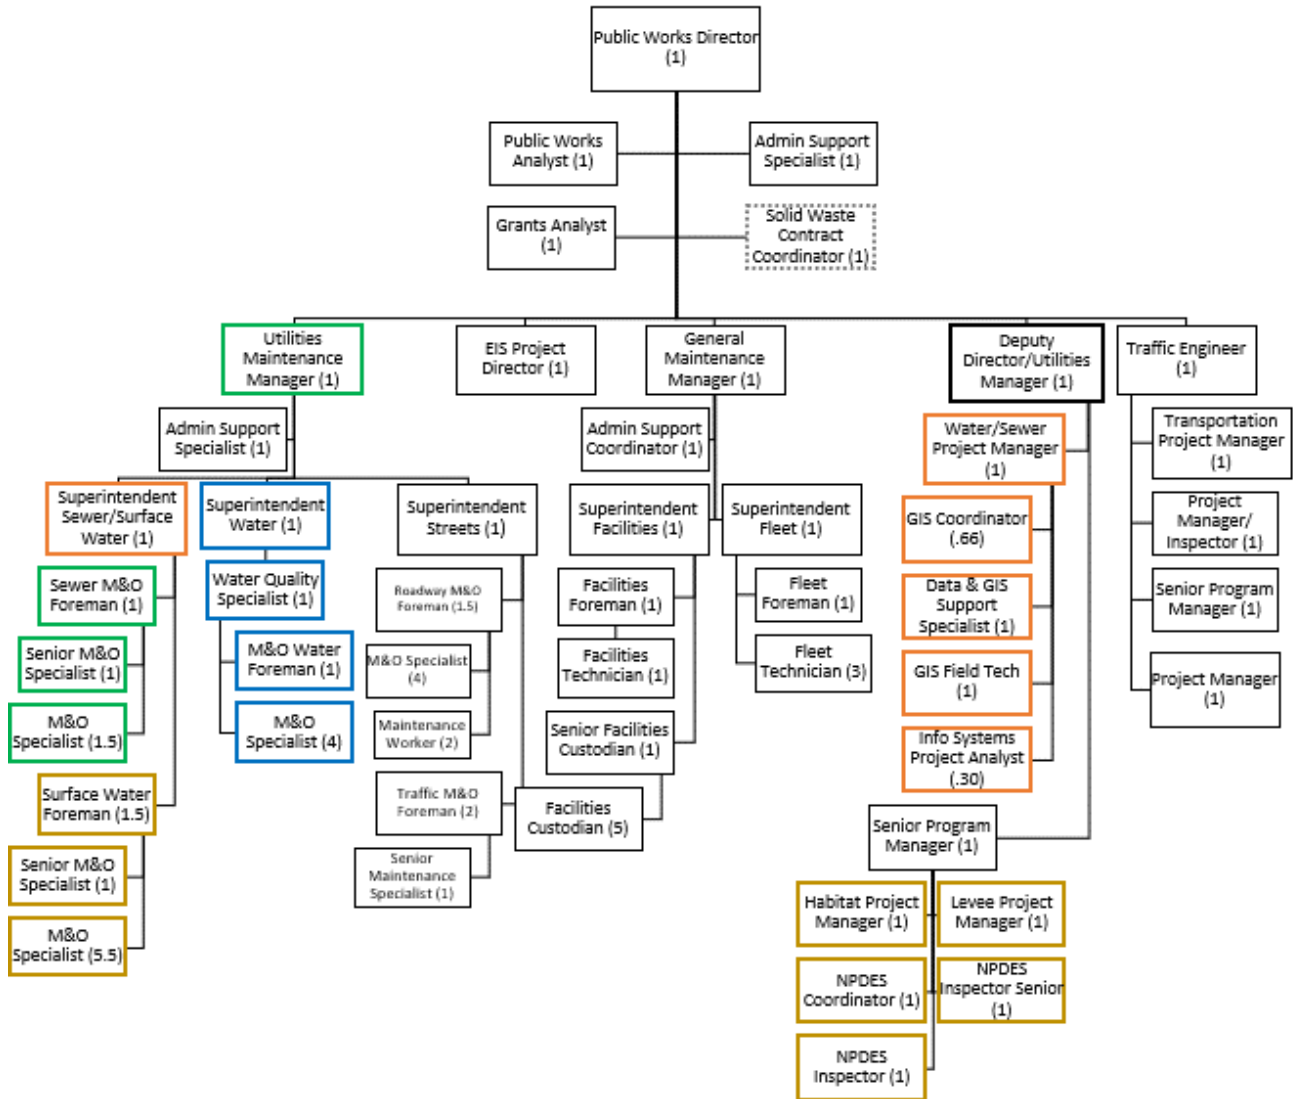 Public Works Director
(1)
Public Works
Analyst (1)
Admin Support
Specialist (1)
Grants Analyst
(1)
Solid Waste
Contract
Coordinator (1)
Utilities
Maintenance
Manager (1)
EIS Project
Director (1)
General
Maintenance
Manager (1)
Deputy
Director/Utilities
Manager (1)
Traffic Engineer
(1)
Admin Support
Specialist (1)
Superintendent
Sewer/Surface
Water (1)
Sewer M&O
Foreman (1)
Senior M&O
Specialist (1)
M&O
Specialist (1.5)
Surface Water
Foreman (1.5)
Senior M&O
Specialist (1)
M&O
Specialist (5.5)
Superintendent
Water (1)
Water Quality
Specialist (1)
M&O Water
Foreman (1)
M&O
Specialist (4)
Superintendent
Streets (1)
Roadway M&O
Foreman (1.5)
M&O Specialist
(4)
Maintenance
Worker (2)
Traffic M&O
Foreman (2)
Senior
Maintenance
Specialist (1)
Admin Support
Coordinator (1)
Superintendent
Facilities (1)
Facilities
Foreman (1)
Facilities
Technician (1)
Senior Facilities
Custodian (1)
Facilities
Custodian (5)
Superintendent
Fleet (1)
Fleet
Foreman (1)
Fleet
Technician (3)
Water/Sewer
Project Manager
(1)
GIS Coordinator
(.66)
Data & GIS
Support
Specialist (1)
GIS Field Tech
(1)
Info Systems
Project Analyst
(.30)
Senior Program
Manager (1)
Habitat Project
Manager (1)
Levee Project
Manager (1)
NPDES
Coordinator (1)
NPDES
Inspector Senior
(1)
NPDES
Inspector (1)
Transportation
Project Manager
(1)
Project
Manager/
Inspector (1)
Senior Program
Manager (1)
Project Manager
(1)